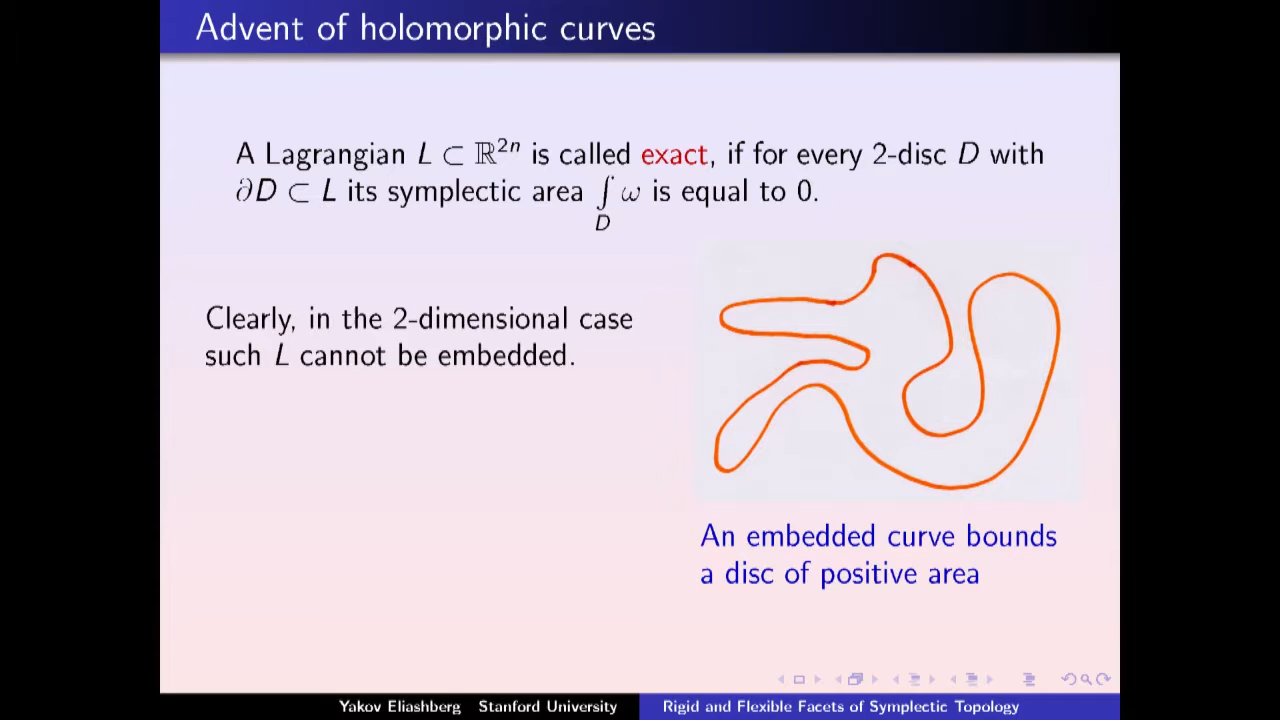 Advent of holomorphic curves
A Lagrangian L ⊂ ℝ²ⁿ is called exact, if for every 2-disc D with
∂D ⊂ L its symplectic area ∫ ω is equal to 0.
D
Clearly, in the 2-dimensional case
such L cannot be embedded.
An embedded curve bounds
a disc of positive area
Yakov Eliashberg Stanford University Rigid and Flexible Facets of Symplectic Topology